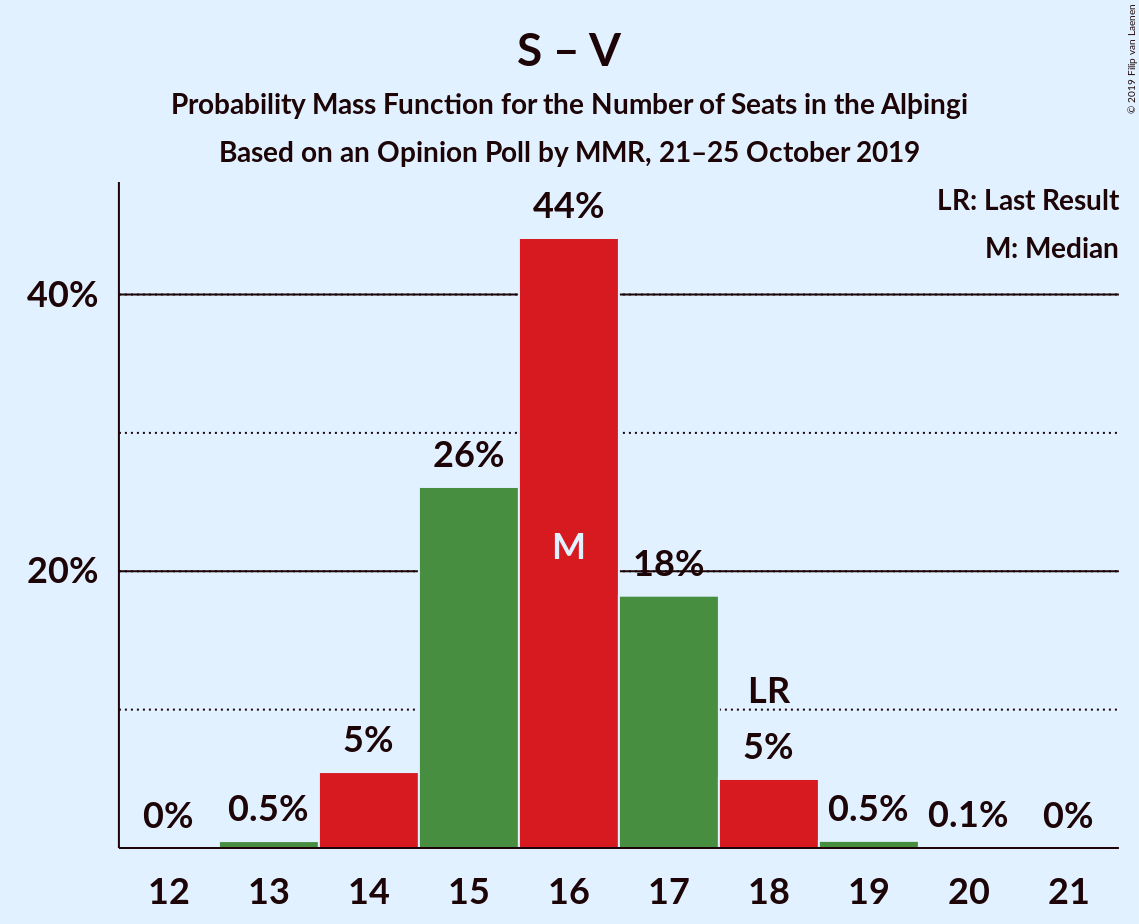 S – V
Probability Mass Function for the Number of Seats in the Alþingi
Based on an Opinion Poll by MMR, 21–25 October 2019
© 2019 Filip van Laenen
LR: Last Result
M: Median
44%
40%
26%
M
20%
18%
LR
5%
5%
0%
0.5%
0.5%
0.1%
0%
12 13 14 15 16 17 18 19 20 21